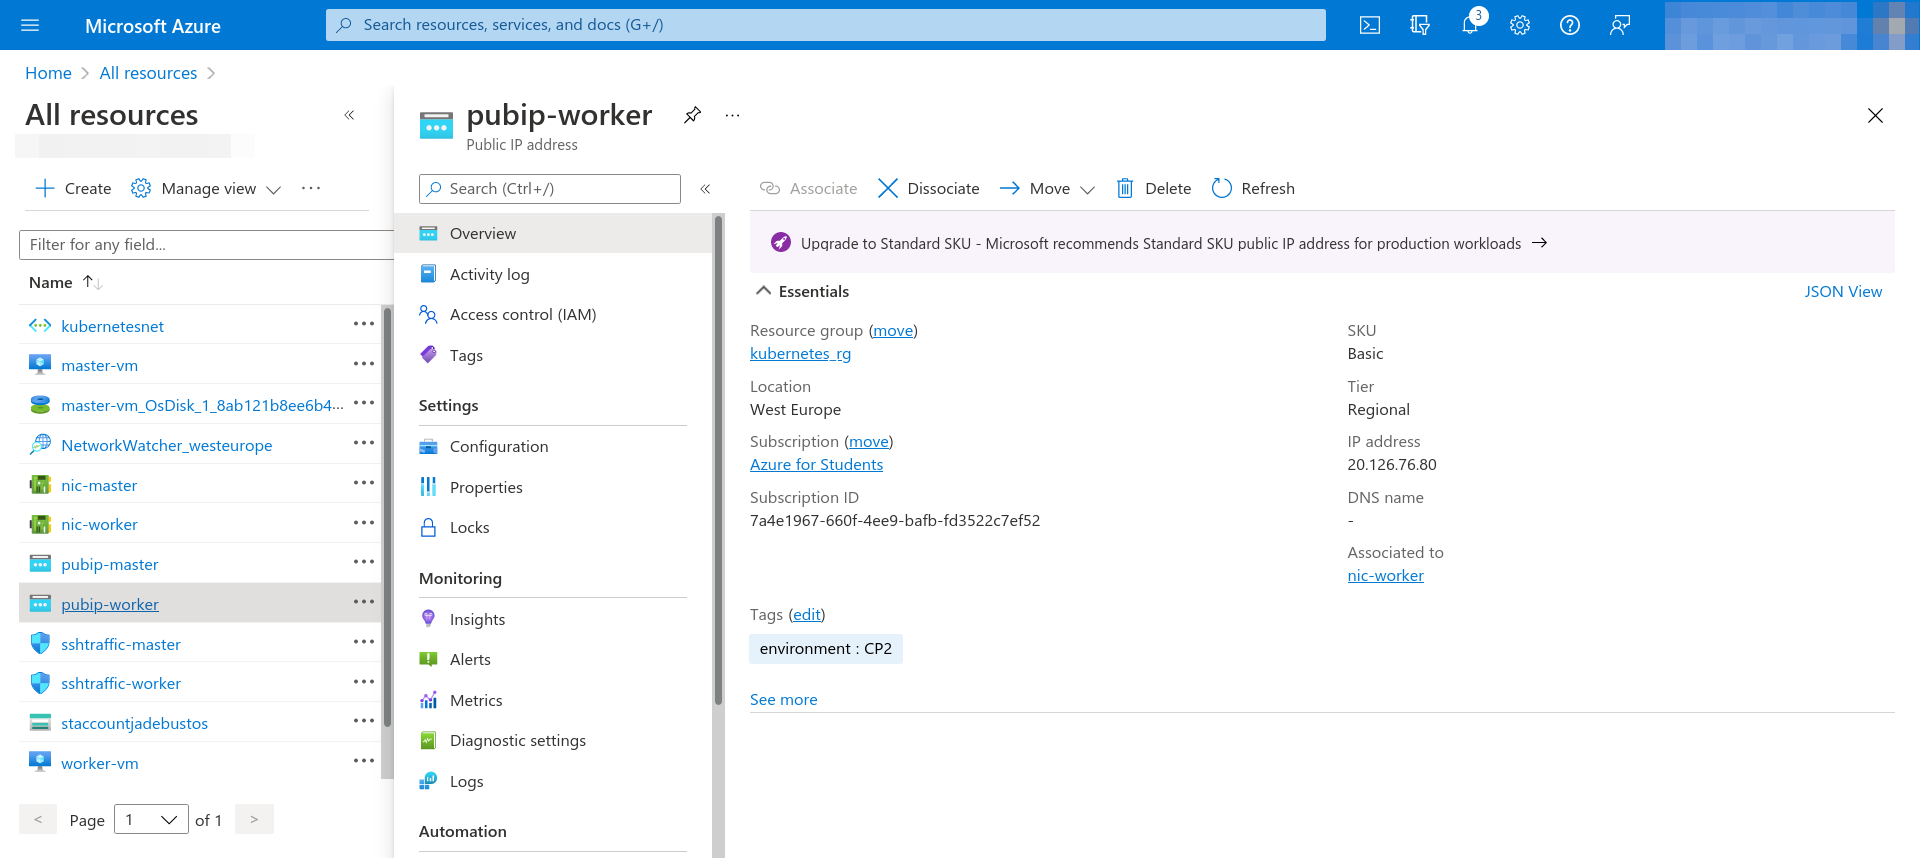 Microsoft Azure
Search resources, services, and docs (G+/)
3
Home > All resources >
All resources
«
Create
Manage view
Filter for any field...
Name ↑↓
kubernetesnet
master-vm
master-vm_OsDisk_1_8ab121b8ee6b4...
NetworkWatcher_westeurope
nic-master
nic-worker
pubip-master
pubip-worker
sshtraffic-master
sshtraffic-worker
staccountjadebustos
worker-vm
< Page 1 of 1 >
pubip-worker
Public IP address
Search (Ctrl+/)
«
Overview
Activity log
Access control (IAM)
Tags
Settings
Configuration
Properties
Locks
Monitoring
Insights
Alerts
Metrics
Diagnostic settings
Logs
Automation
Associate Dissociate Move Delete Refresh
Upgrade to Standard SKU - Microsoft recommends Standard SKU public IP address for production workloads →
Essentials
JSON View
Resource group (move)
kubernetes_rg
Location
West Europe
Subscription (move)
Azure for Students
Subscription ID
7a4e1967-660f-4ee9-bafb-fd3522c7ef52
SKU
Basic
Tier
Regional
IP address
20.126.76.80
DNS name
-
Associated to
nic-worker
Tags (edit)
environment : CP2
See more